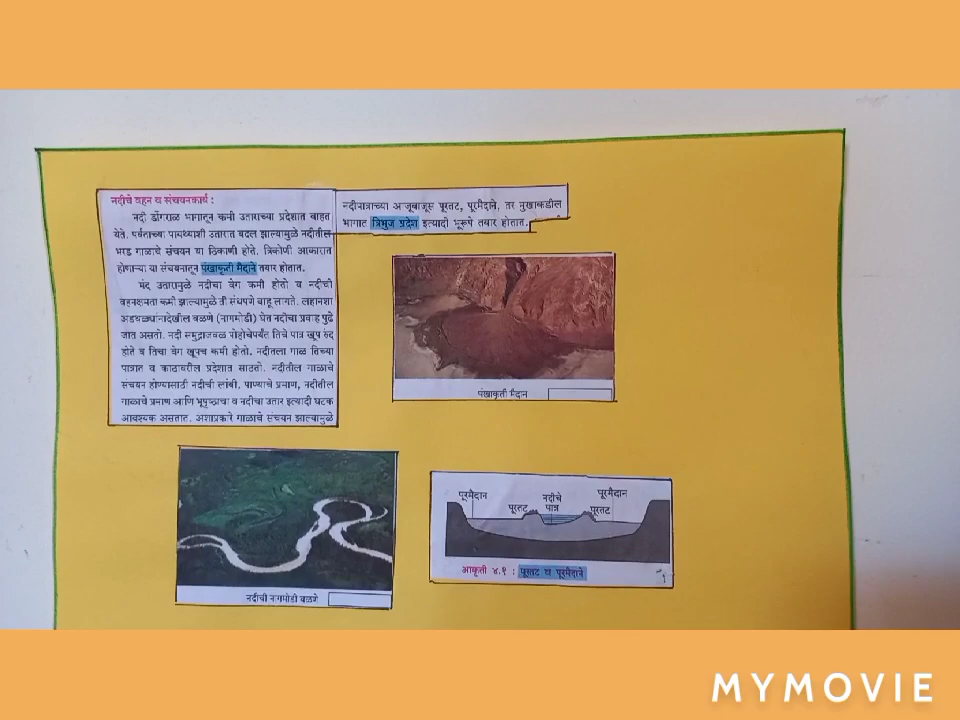 नदीचे वहन व संचयनकार्य :
नदी डोंगराळ भागातून कमी उताराच्या प्रदेशात वाहत
येते. पर्वताच्या पायथ्याशी उतारात बदल झाल्यामुळे नदीतील
भरड गाळाचे संचयन या ठिकाणी होते. त्रिकोणी आकारात
होणाऱ्या या संचयनातून पंखाकृती मैदाने तयार होतात.
मंद उतारामुळे नदीचा वेग कमी होतो व नदीची
वहनक्षमता कमी झाल्यामुळे ती संथपणे वाहू लागते. लहानशा
अडथळ्यांनादेखील वळणे (नागमोडी) घेत नदीचा प्रवाह पुढे
जात असतो. नदी समुद्राजवळ पोहोचेपर्यंत तिचे पात्र खूप रुंद
होते व तिचा वेग खूपच कमी होतो. नदीतला गाळ तिच्या
पात्रात व काठावरील प्रदेशात साठतो. नदीतील गाळाचे
संचयन होण्यासाठी नदीची लांबी, पाण्याचे प्रमाण, नदीतील
गाळाचे प्रमाण आणि भूपृष्ठाचा व नदीचा उतार इत्यादी घटक
आवश्यक असतात. अशाप्रकारे गाळाचे संचयन झाल्यामुळे
नदीपात्राच्या आजूबाजूस पूरतट, पूरमैदाने, तर मुखाकडील
भागात त्रिभुज प्रदेश इत्यादी भूरूपे तयार होतात.
पंखाकृती मैदान
नदीची नागमोडी वळणे
पूरमैदान
पूरतट
नदीचे
पात्र
पूरतट
पूरमैदान
आकृती ४.१ : पूरतट व पूरमैदाने
MYMOVIE